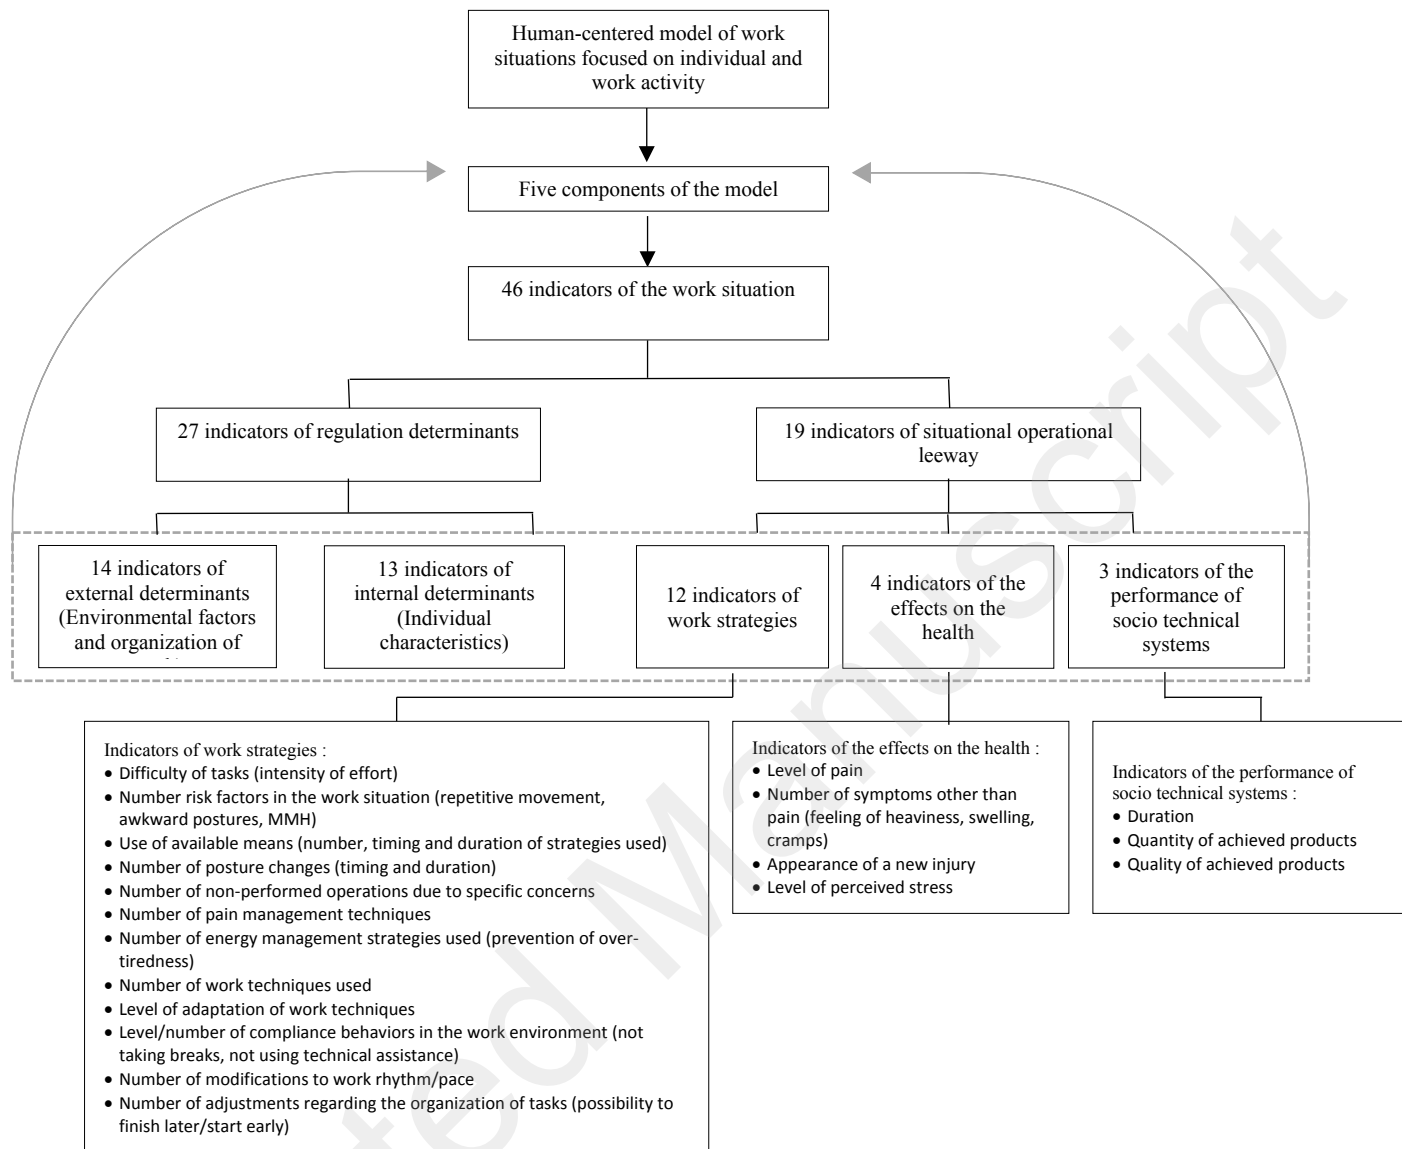 Human-centered model of work
situations focused on individual and
work activity
Five components of the model
46 indicators of the work situation
27 indicators of regulation determinants
19 indicators of situational operational
leeway
14 indicators of
external determinants
(Environmental factors
and organization of
13 indicators of
internal determinants
(Individual
characteristics)
12 indicators of
work strategies
4 indicators of the
effects on the
health
3 indicators of the
performance of
socio technical
systems
Indicators of work strategies :
• Difficulty of tasks (intensity of effort)
• Number risk factors in the work situation (repetitive movement,
awkward postures, MMH)
• Use of available means (number, timing and duration of strategies used)
• Number of posture changes (timing and duration)
• Number of non-performed operations due to specific concerns
• Number of pain management techniques
• Number of energy management strategies used (prevention of over-
tiredness)
• Number of work techniques used
• Level of adaptation of work techniques
• Level/number of compliance behaviors in the work environment (not
taking breaks, not using technical assistance)
• Number of modifications to work rhythm/pace
• Number of adjustments regarding the organization of tasks (possibility to
finish later/start early)
Indicators of the effects on the health :
• Level of pain
• Number of symptoms other than
pain (feeling of heaviness, swelling,
cramps)
• Appearance of a new injury
• Level of perceived stress
Indicators of the performance of
socio technical systems :
• Duration
• Quantity of achieved products
• Quality of achieved products
ted Manuscript